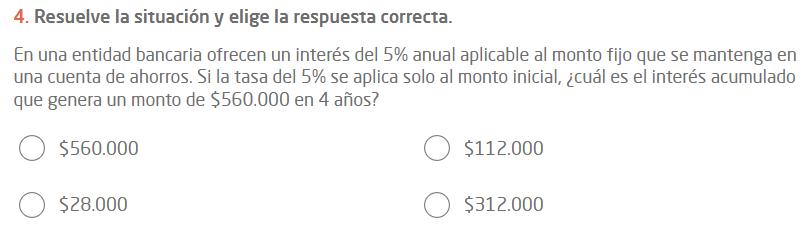 4. Resuelve la situación y elige la respuesta correcta.
En una entidad bancaria ofrecen un interés del 5% anual aplicable al monto fijo que se mantenga en
una cuenta de ahorros. Si la tasa del 5% se aplica solo al monto inicial, ¿cuál es el interés acumulado
que genera un monto de $560.000 en 4 años?
$560.000
$112.000
$28.000
$312.000